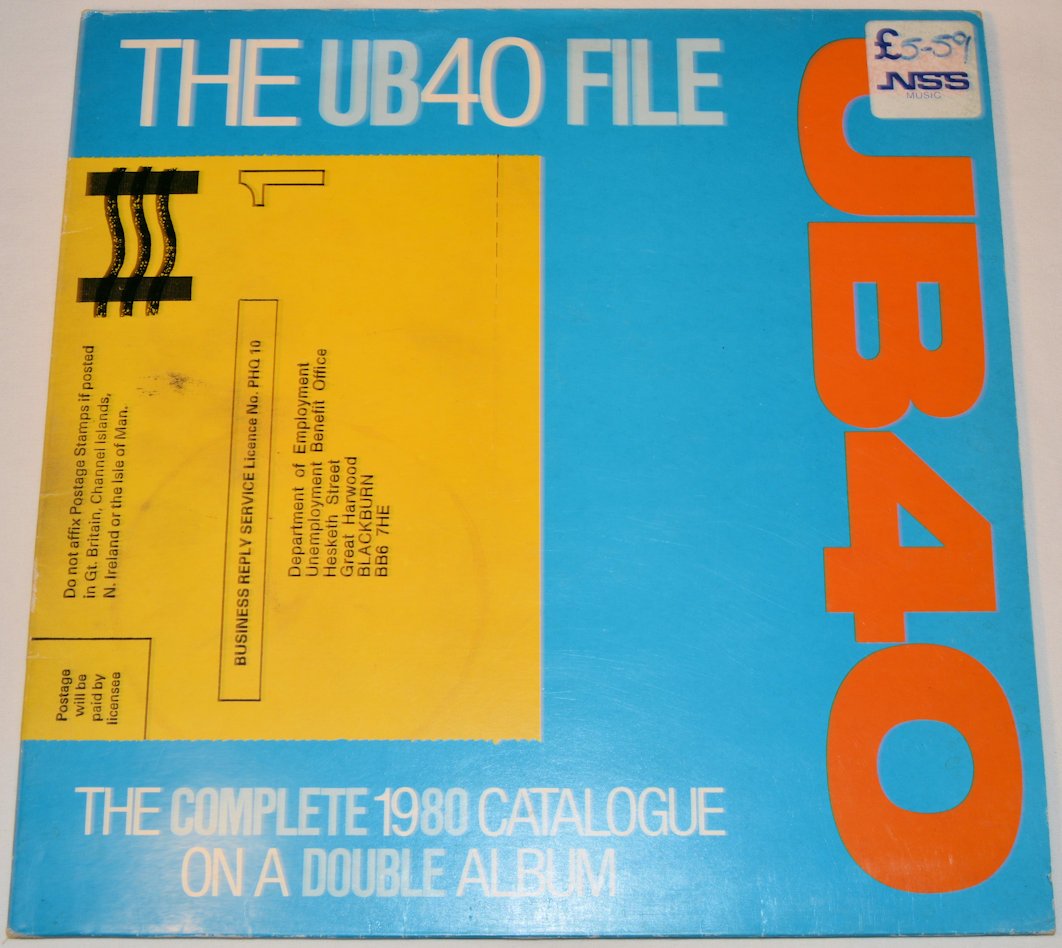 THE UB40 FILE
£5-59
NSS
MUSIC
UB40
1
Do not affix Postage Stamps if posted
in Gt. Britain, Channel Islands,
N. Ireland or the Isle of Man.
Postage
will be
paid by
licensee
BUSINESS REPLY SERVICE Licence No. PHQ 10
Department of Employment
Unemployment Benefit Office
Hesketh Street
Great Harwood
BLACKBURN
BB6 7HE
THE COMPLETE 1980 CATALOGUE
ON A DOUBLE ALBUM